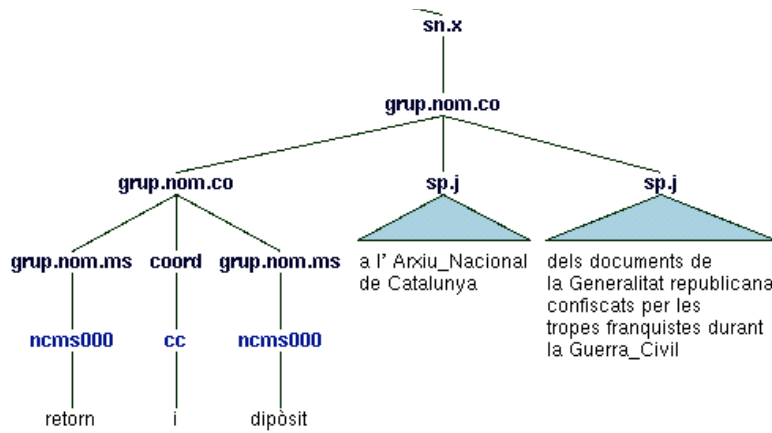 sn.x
grup.nom.co
grup.nom.co sp.j sp.j
grup.nom.ms coord grup.nom.ms
a l' Arxiu_Nacional
de Catalunya
dels documents de
la Generalitat republicana
confiscats per les
tropes franquistes durant
la Guerra_Civil
ncms000 cc ncms000
retorn i dipòsit